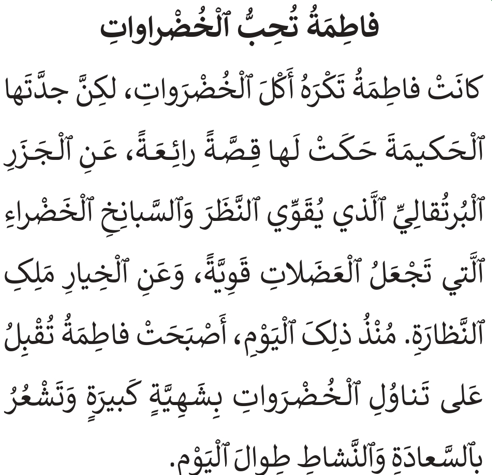 فاطِمَةُ تُحِبُّ ٱلْخُضْراواتِ
كانَتْ فاطِمَةُ تَكْرَهُ أَكْلَ ٱلْخُضْرَواتِ، لكِنَّ جدَّتَها
ٱلْحَكيمَةَ حَكَتْ لَها قِصَّةً رائِعَةً، عَنِ ٱلْجَزَرِ
ٱلْبُرتُقالِيِّ ٱلَّذي يُقَوِّي ٱلنَّظَرَ وَٱلسَّبانِخِ ٱلْخَضْراءِ
ٱلَّتي تَجْعَلُ ٱلْعَضَلاتِ قَوِيَّةً، وَعَنِ ٱلْخِيارِ مَلِكِ
ٱلنَّظارَةِ. مُنْذُ ذلِكَ ٱلْيَوْمِ، أَصْبَحَتْ فاطِمَةُ تُقْبِلُ
عَلى تَناوُلِ ٱلْخُضْرَواتِ بِشَهِيَّةٍ كَبيرَةٍ وَتَشْعُرُ
بِٱلسَّعادَةِ وَٱلنَّشاطِ طِوالَ ٱلْيَوْمِ.